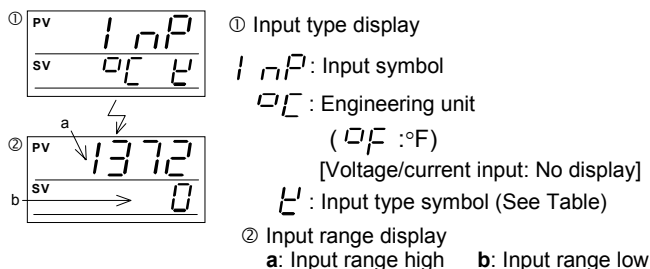 ① Input type display
PV InP
SV °C K
InP : Input symbol
°C : Engineering unit
( °F :°F)
[Voltage/current input: No display]
K : Input type symbol (See Table)
a
② PV 1372
b SV 0
② Input range display
a: Input range high b: Input range low